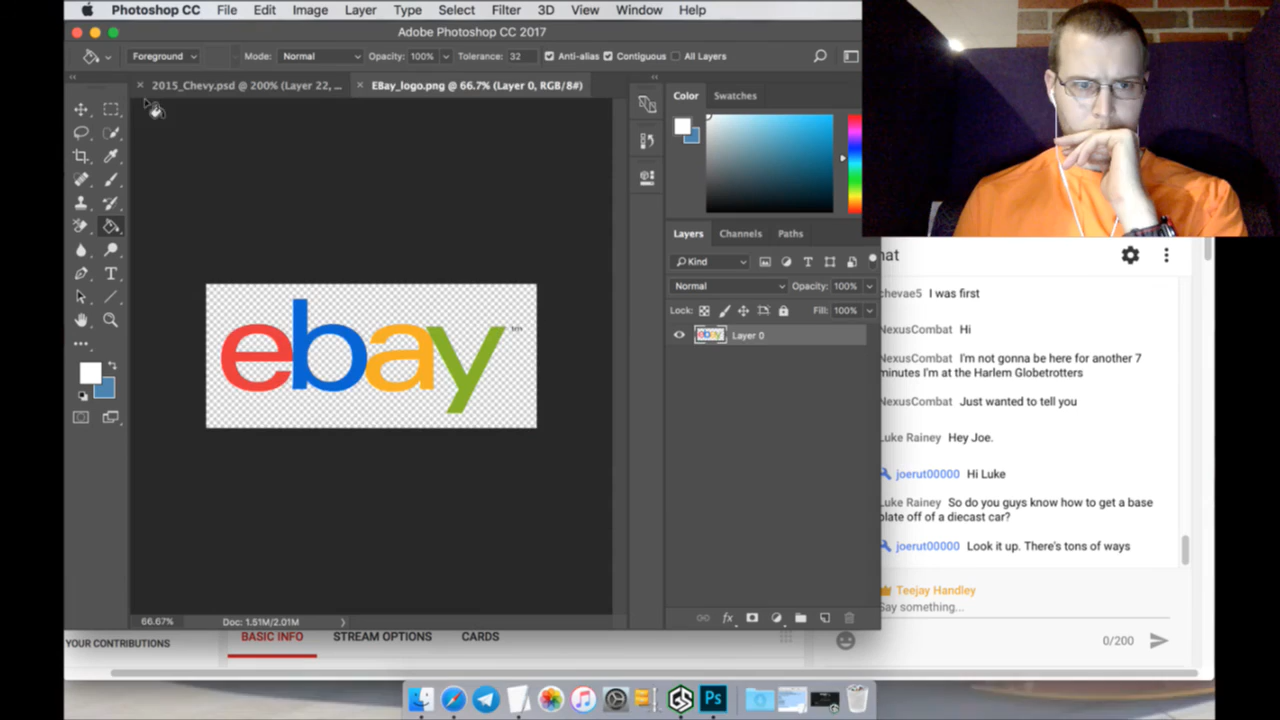 Photoshop CC File Edit Image Layer Type Select Filter 3D View Window Help
Adobe Photoshop CC 2017
Foreground Mode: Normal Opacity: 100% Tolerance: 32 Anti-alias Contiguous All Layers
2015_Chevy.psd @ 200% (Layer 22, ...
EBay_logo.png @ 66.7% (Layer 0, RGB/8#)
Color Swatches
ebay
tm
Layers Channels Paths
Kind
Normal Opacity: 100%
Lock: Fill: 100%
Layer 0
66.67% Doc: 1.51M/2.01M
hat
chevae5 I was first
NexusCombat Hi
NexusCombat I'm not gonna be here for another 7
minutes I'm at the Harlem Globetrotters
NexusCombat Just wanted to tell you
Luke Rainey Hey Joe.
joerut00000 Hi Luke
Luke Rainey So do you guys know how to get a base
plate off of a diecast car?
joerut00000 Look it up. There's tons of ways
Teejay Handley
Say something...
0/200
YOUR CONTRIBUTIONS
BASIC INFO STREAM OPTIONS CARDS
Ps